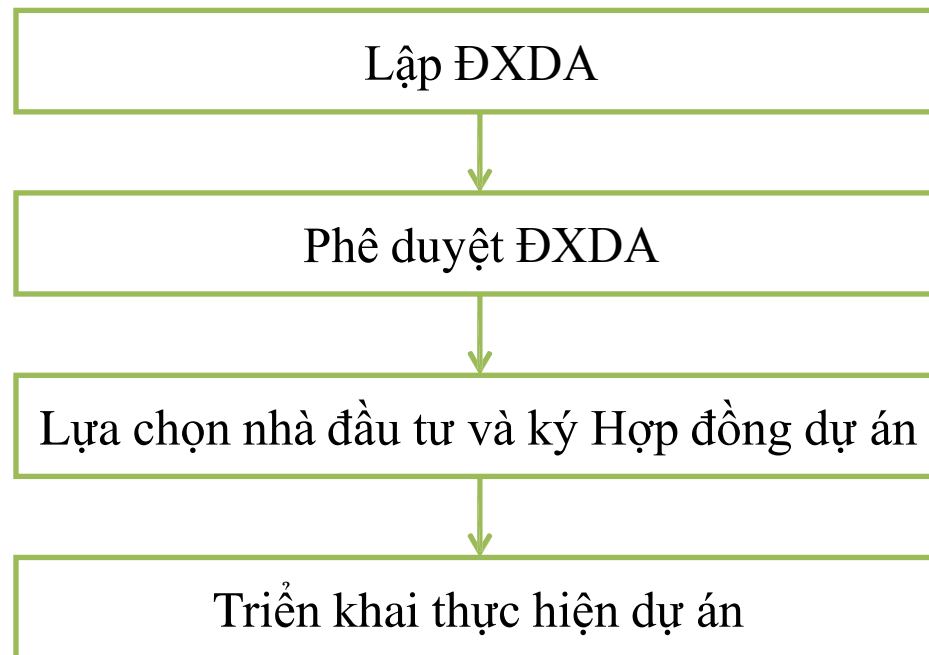 Lập ĐXDA
Phê duyệt ĐXDA
Lựa chọn nhà đầu tư và ký Hợp đồng dự án
Triển khai thực hiện dự án